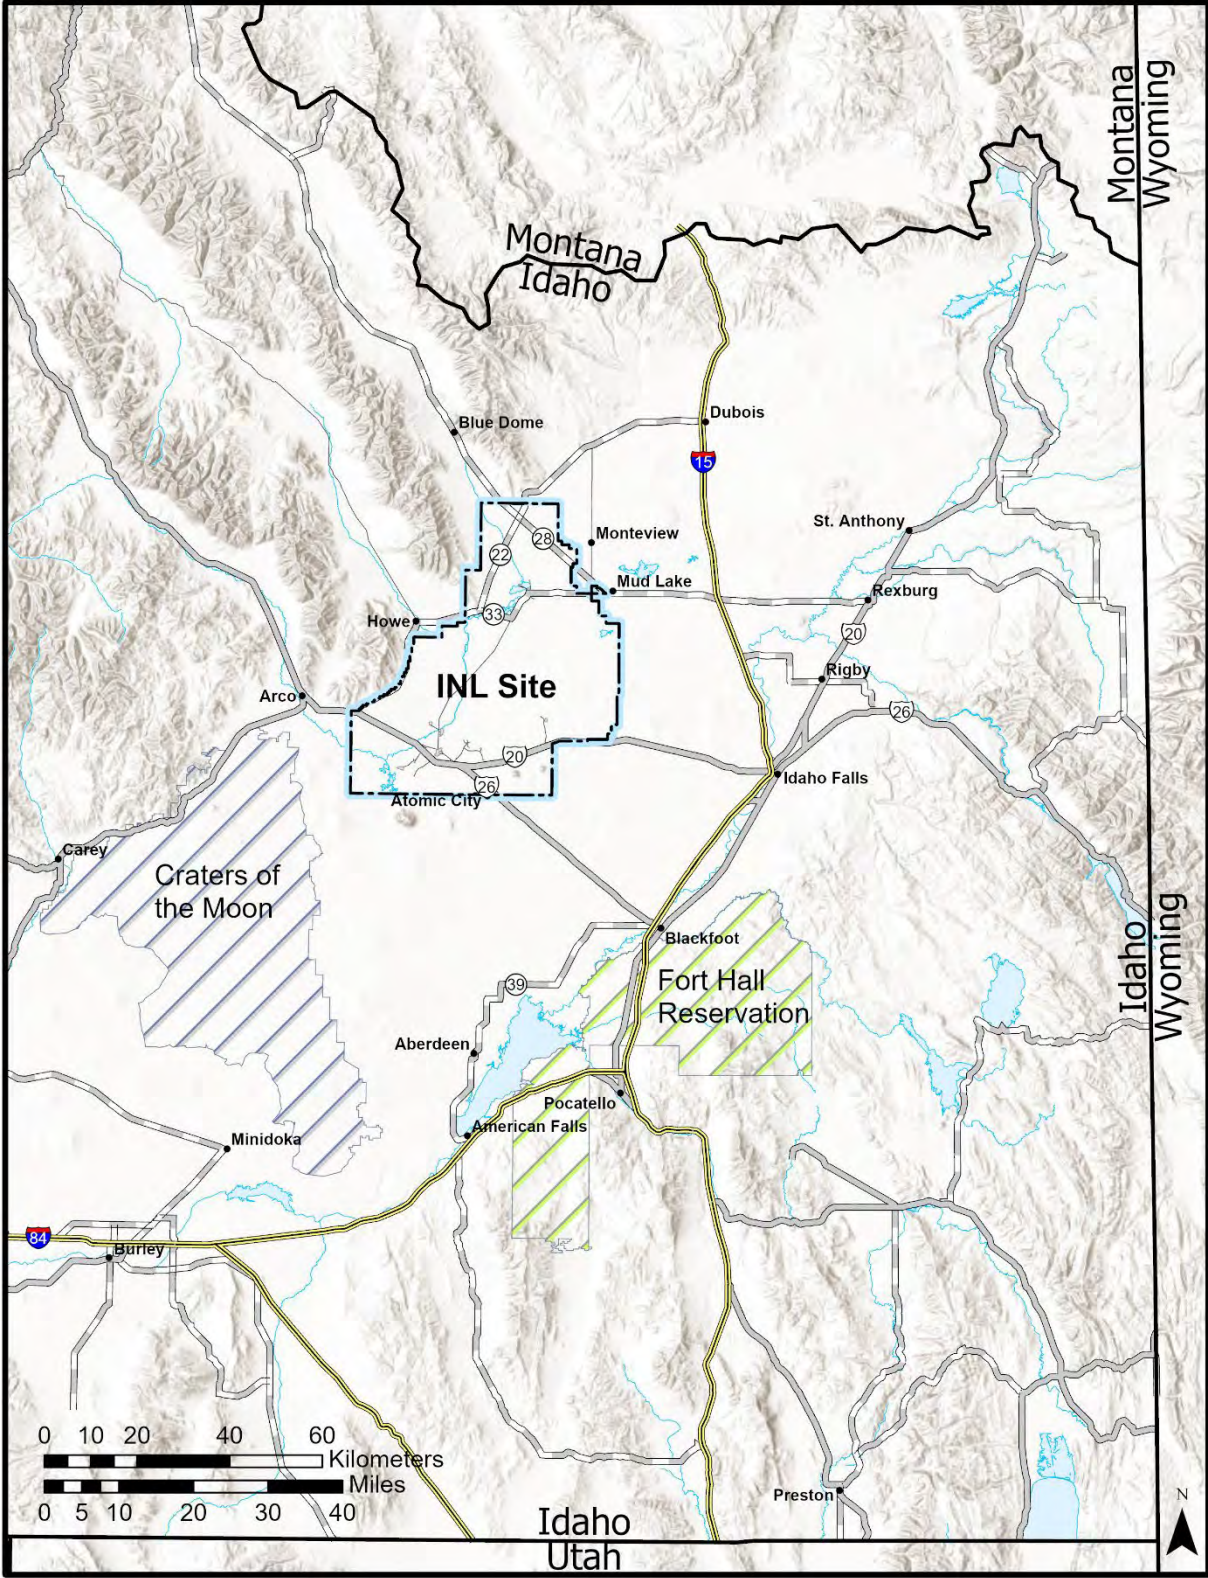 Montana
Wyoming
Montana
Idaho
Blue Dome
Dubois
15
St. Anthony
28
Monteview
22
Mud Lake
Rexburg
33
Howe
20
Rigby
INL Site
Arco
26
20
Idaho Falls
26
Atomic City
Carey
Craters of
the Moon
Idaho
Wyoming
Blackfoot
39
Fort Hall
Reservation
Aberdeen
Pocatello
American Falls
Minidoka
84
Burley
0 10 20 40 60
Kilometers
Miles
0 5 10 20 30 40
Preston
N
Idaho
Utah